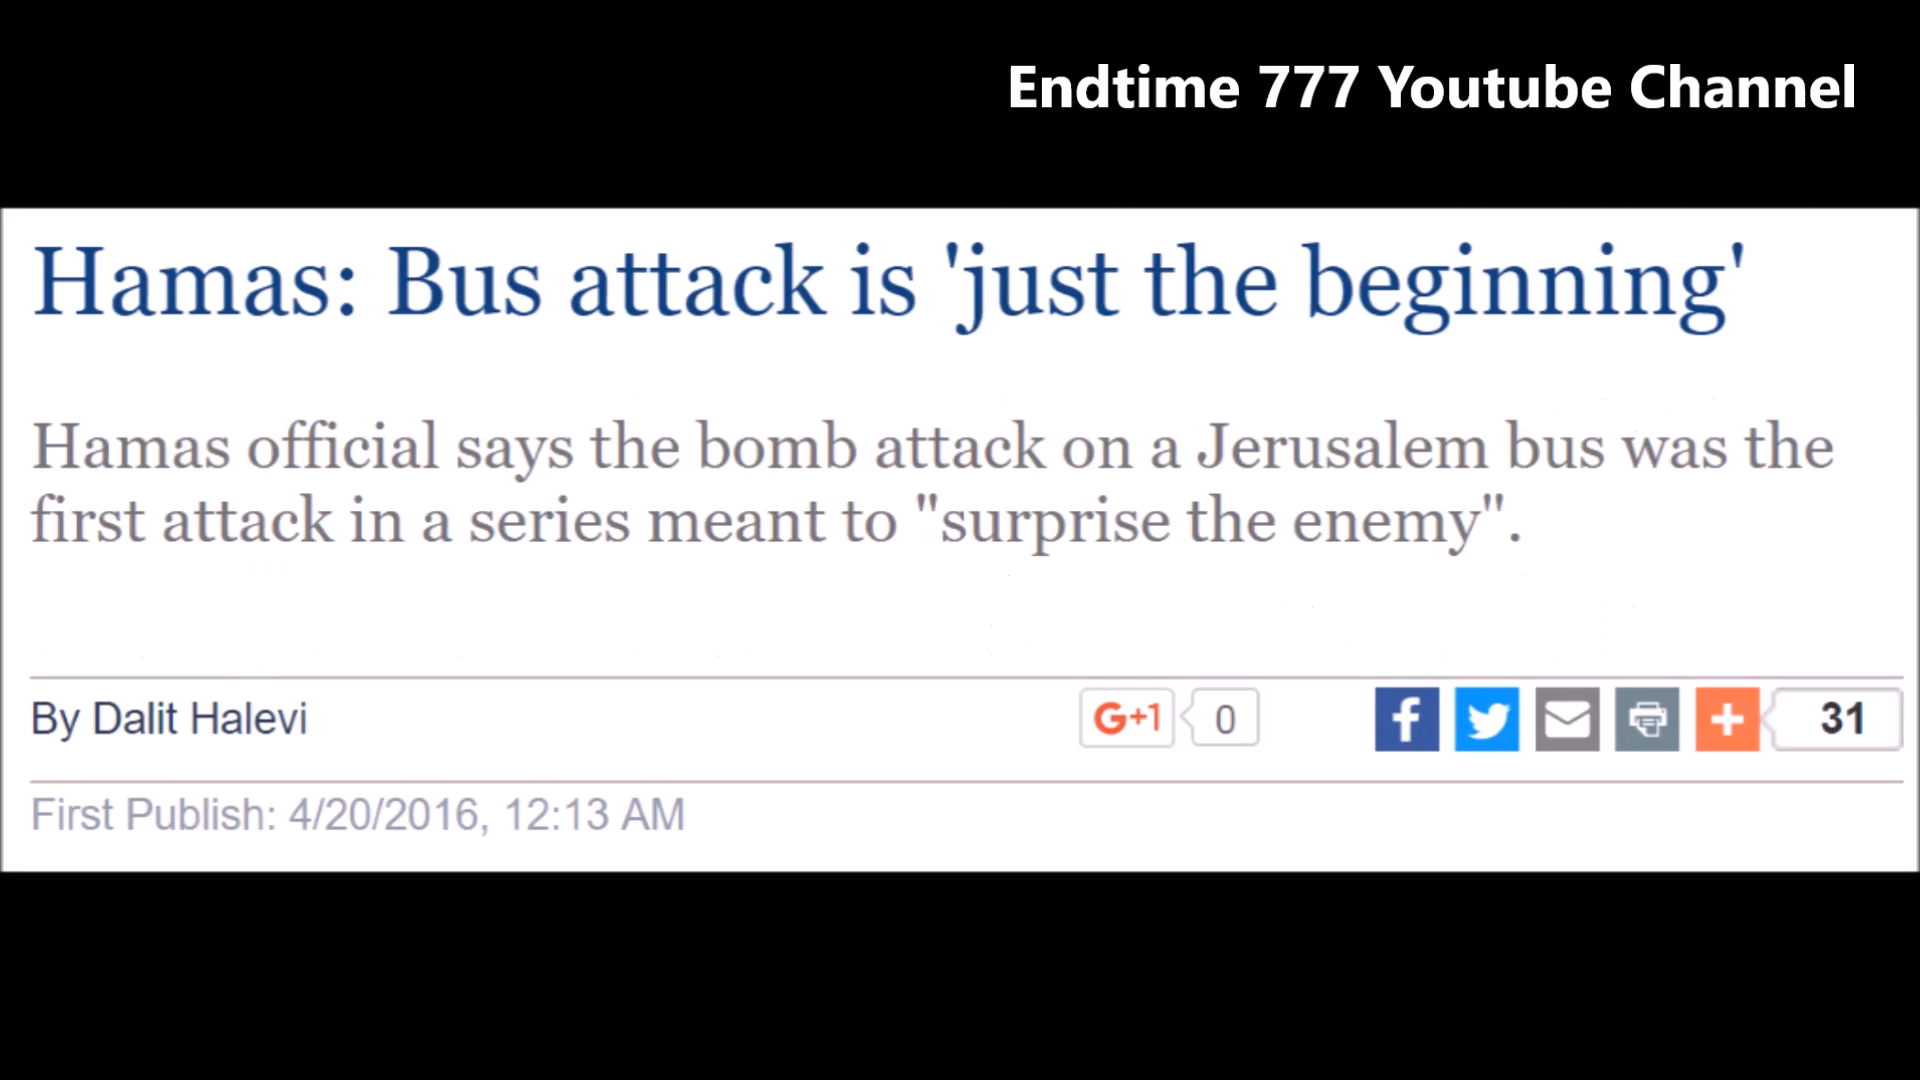 Endtime 777 Youtube Channel
Hamas: Bus attack is 'just the beginning'
Hamas official says the bomb attack on a Jerusalem bus was the
first attack in a series meant to "surprise the enemy".
By Dalit Halevi G+1 0 31
First Publish: 4/20/2016, 12:13 AM